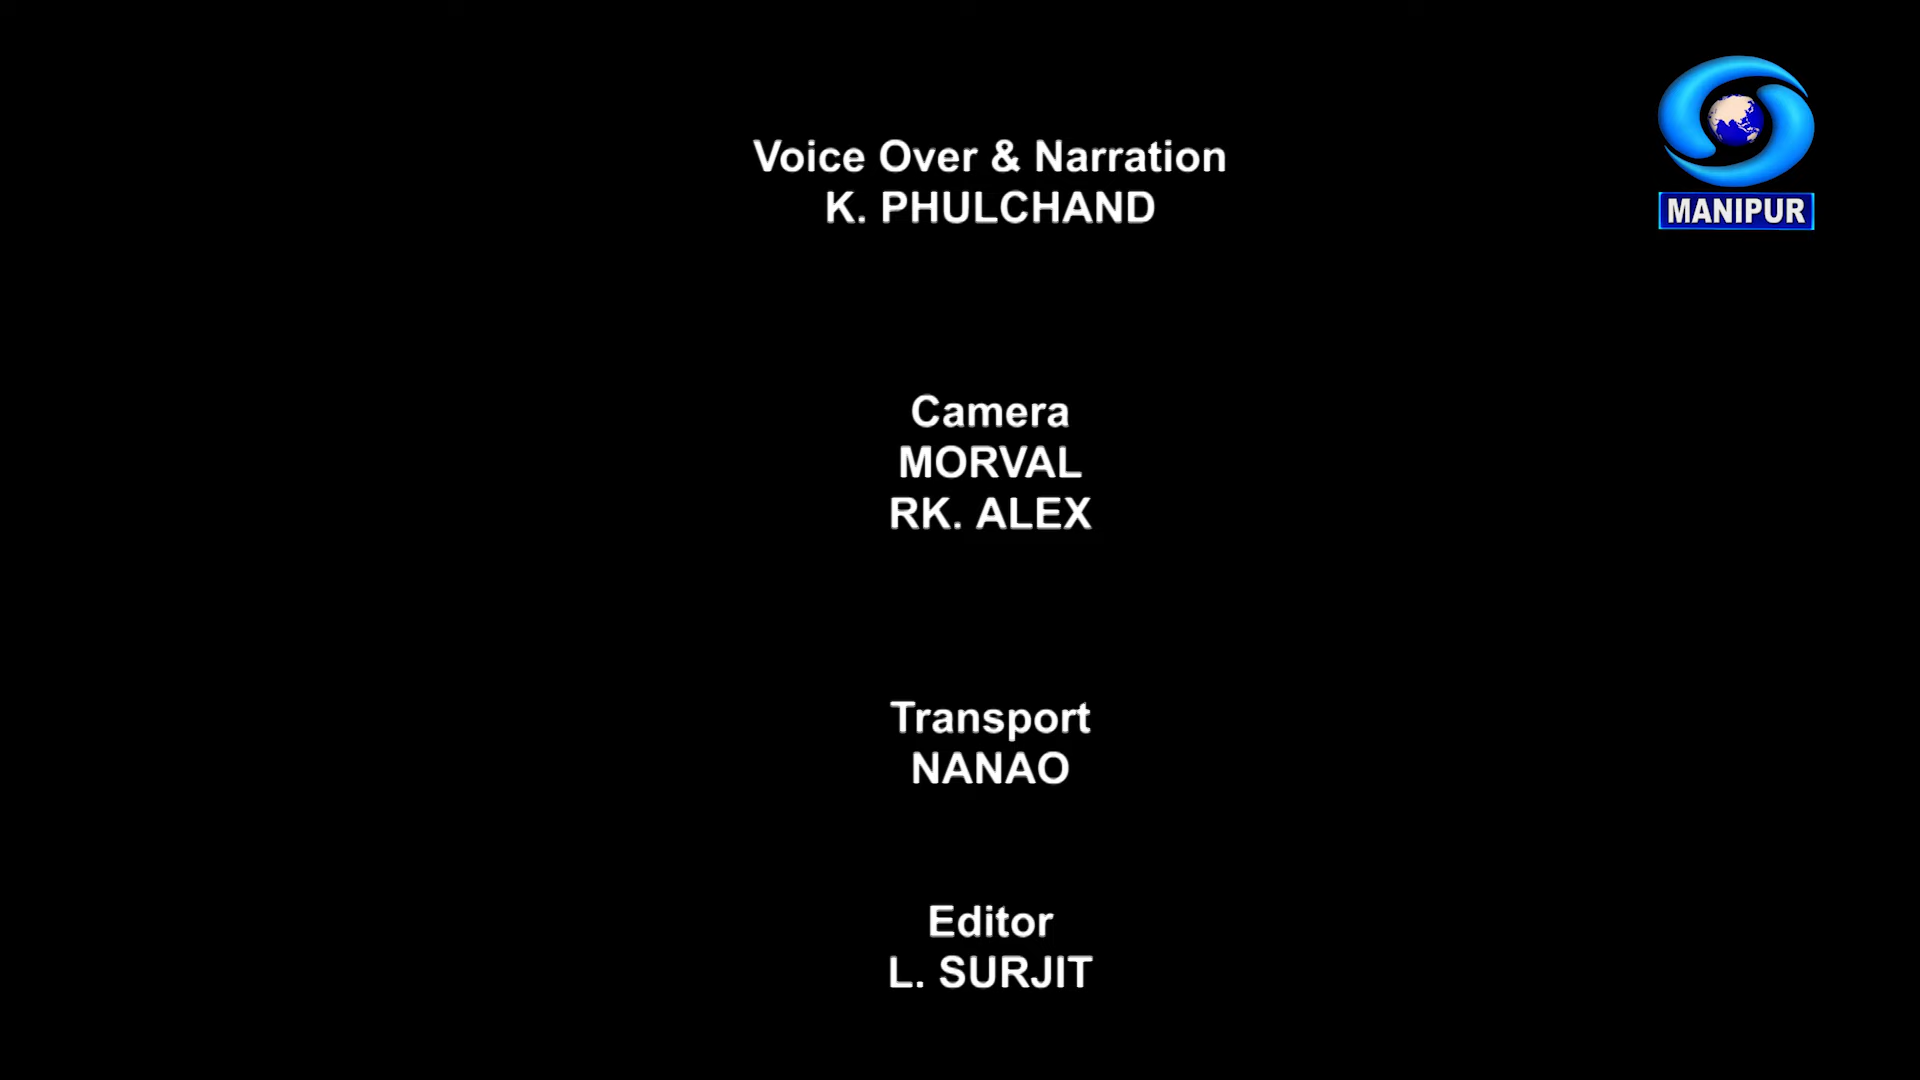 Voice Over & Narration
K. PHULCHAND
MANIPUR
Camera
MORVAL
RK. ALEX
Transport
NANAO
Editor
L. SURJIT